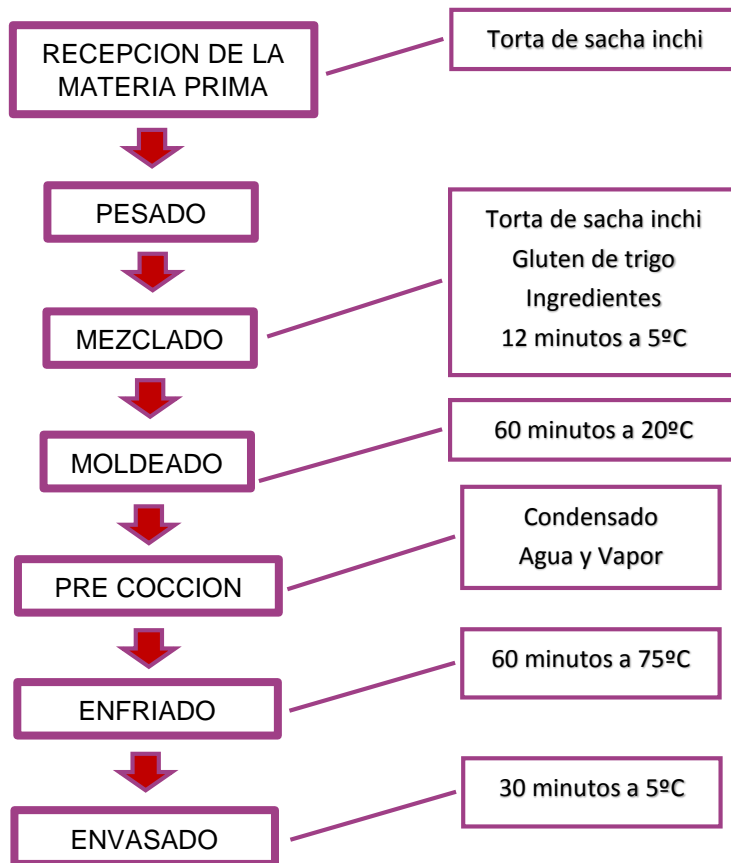 RECEPCION DE LA
MATERIA PRIMA
Torta de sacha inchi
PESADO
Torta de sacha inchi
Gluten de trigo
Ingredientes
12 minutos a 5ºC
MEZCLADO
60 minutos a 20ºC
MOLDEADO
Condensado
Agua y Vapor
PRE COCCION
60 minutos a 75ºC
ENFRIADO
30 minutos a 5ºC
ENVASADO